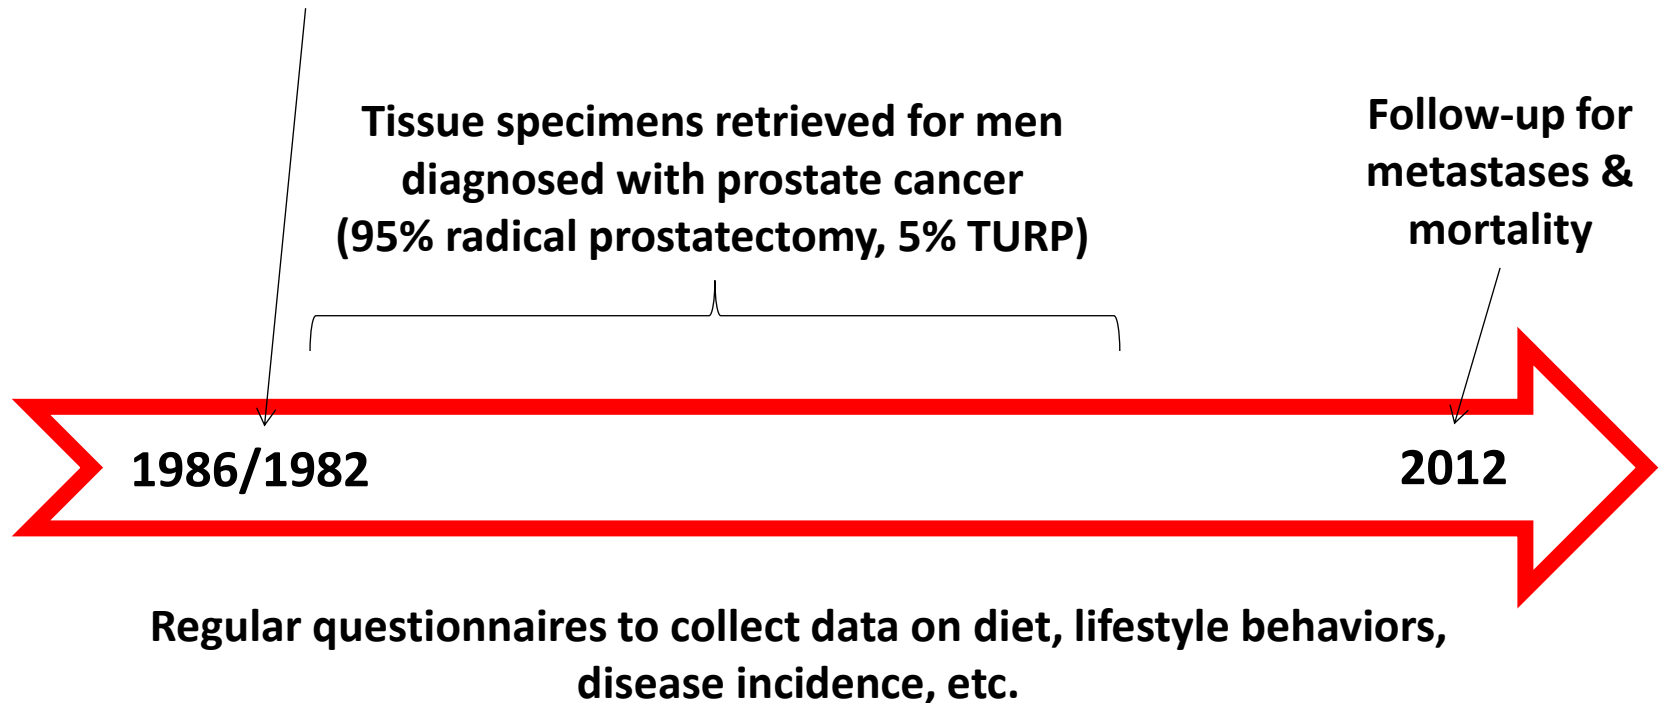 Tissue specimens retrieved for men
diagnosed with prostate cancer
(95% radical prostatectomy, 5% TURP)
Follow-up for
metastases &
mortality
1986/1982
2012
Regular questionnaires to collect data on diet, lifestyle behaviors,
disease incidence, etc.